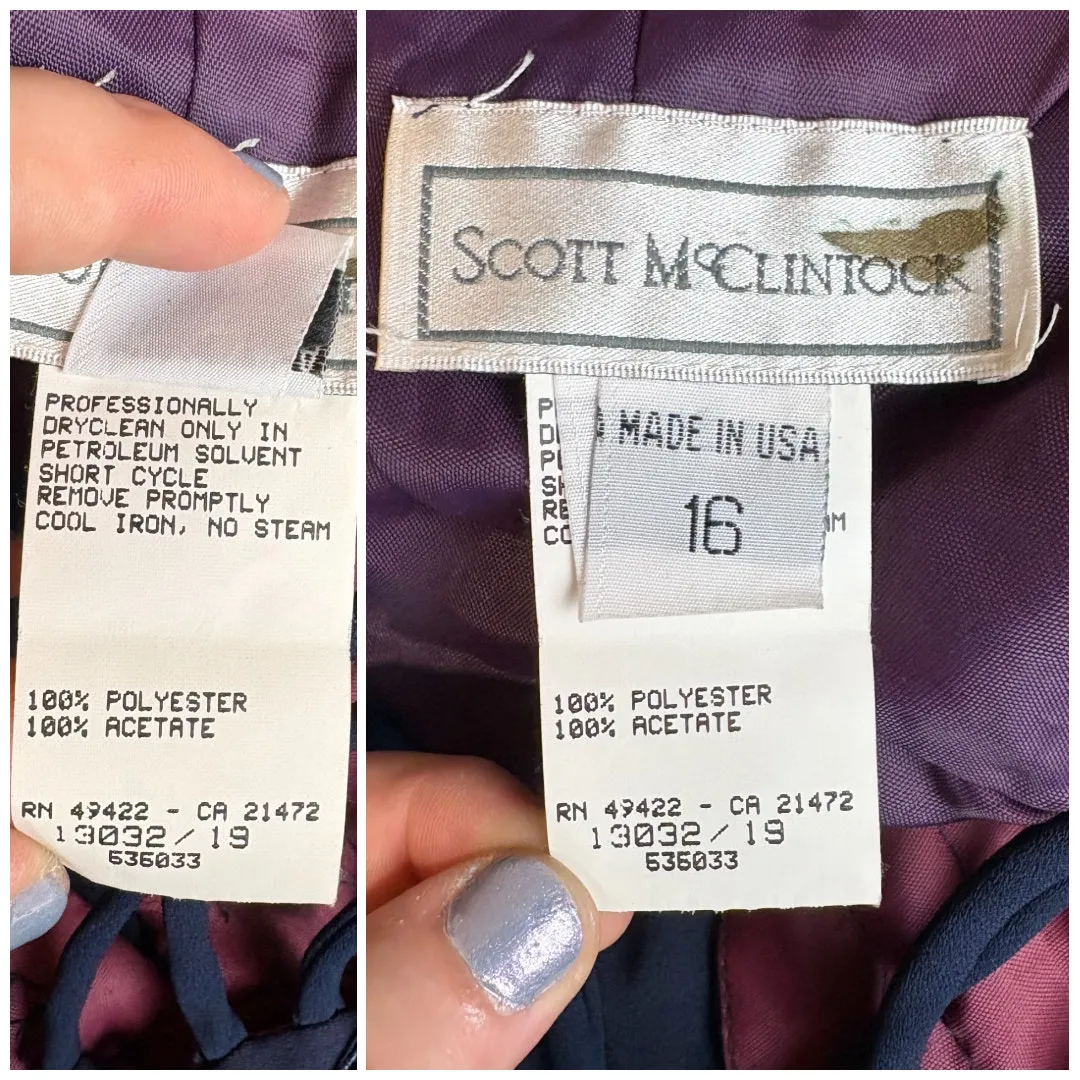 PROFESSIONALLY
DRYCLEAN ONLY IN
PETROLEUM SOLVENT
SHORT CYCLE
REMOVE PROMPTLY
COOL IRON, NO STEAM
100% POLYESTER
100% ACETATE
RN 49422 - CA 21472
13032/19
636033
SCOTT MCCLINTOCK
MADE IN USA
16
100% POLYESTER
100% ACETATE
RN 49422 - CA 21472
13032/19
636033